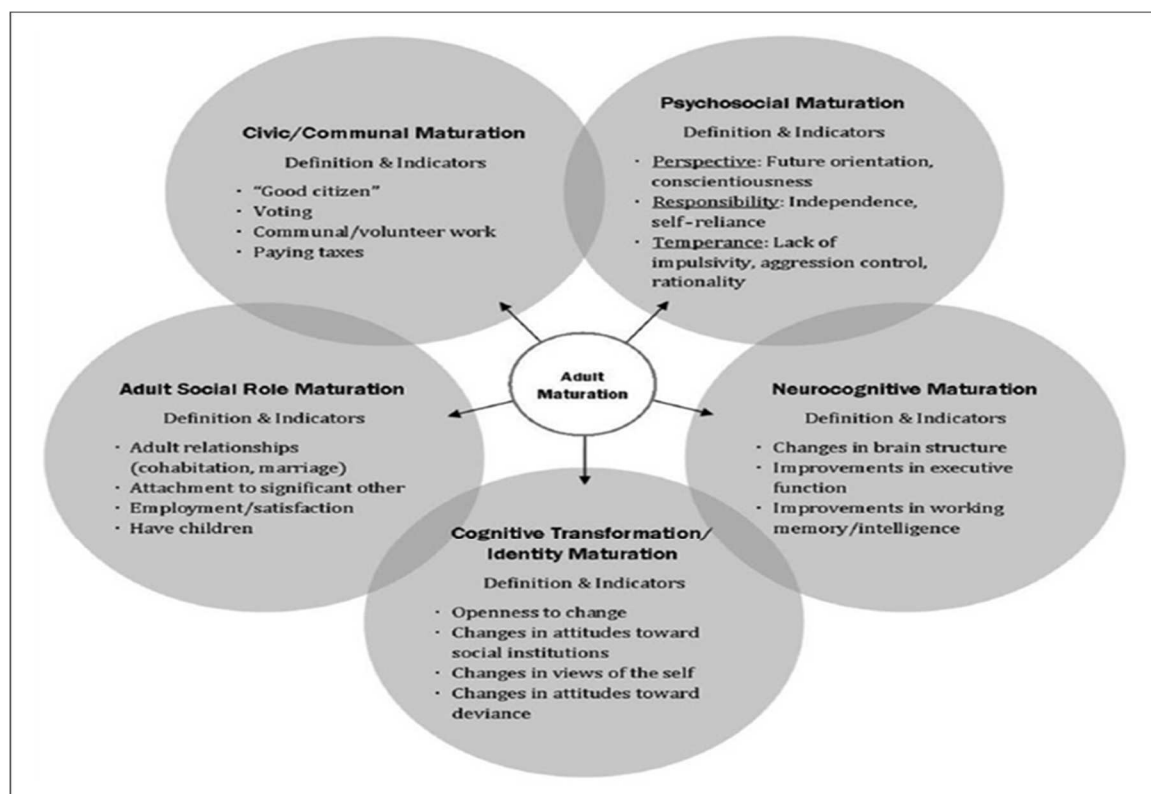 Civic/Communal Maturation
Definition & Indicators
· “Good citizen”
· Voting
· Communal/volunteer work
· Paying taxes
Psychosocial Maturation
Definition & Indicators
· Perspective: Future orientation,
conscientiousness
· Responsibility: Independence,
self-reliance
· Temperance: Lack of
impulsivity, aggression control,
rationality
Adult
Maturation
Adult Social Role Maturation
Definition & Indicators
· Adult relationships
(cohabitation, marriage)
· Attachment to significant other
· Employment/satisfaction
· Have children
Neurocognitive Maturation
Definition & Indicators
· Changes in brain structure
· Improvements in executive
function
· Improvements in working
memory/intelligence
Cognitive Transformation/
Identity Maturation
Definition & Indicators
· Openness to change
· Changes in attitudes toward
social institutions
· Changes in views of the self
· Changes in attitudes toward
deviance